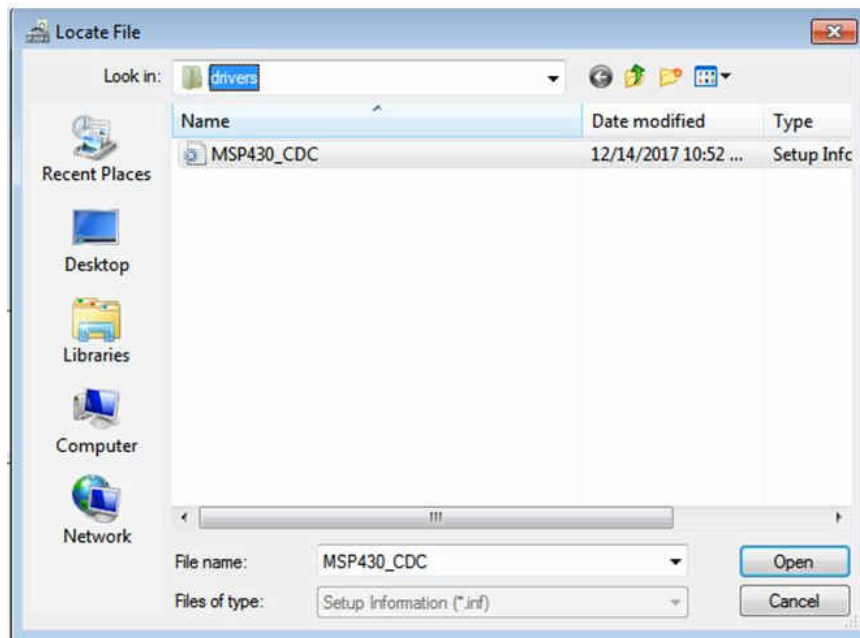 Locate File
Look in: drivers
Name Date modified Type
MSP430_CDC 12/14/2017 10:52 ... Setup Infc
Recent Places
Desktop
Libraries
Computer
Network
File name: MSP430_CDC Open
Files of type: Setup Information (*.inf) Cancel